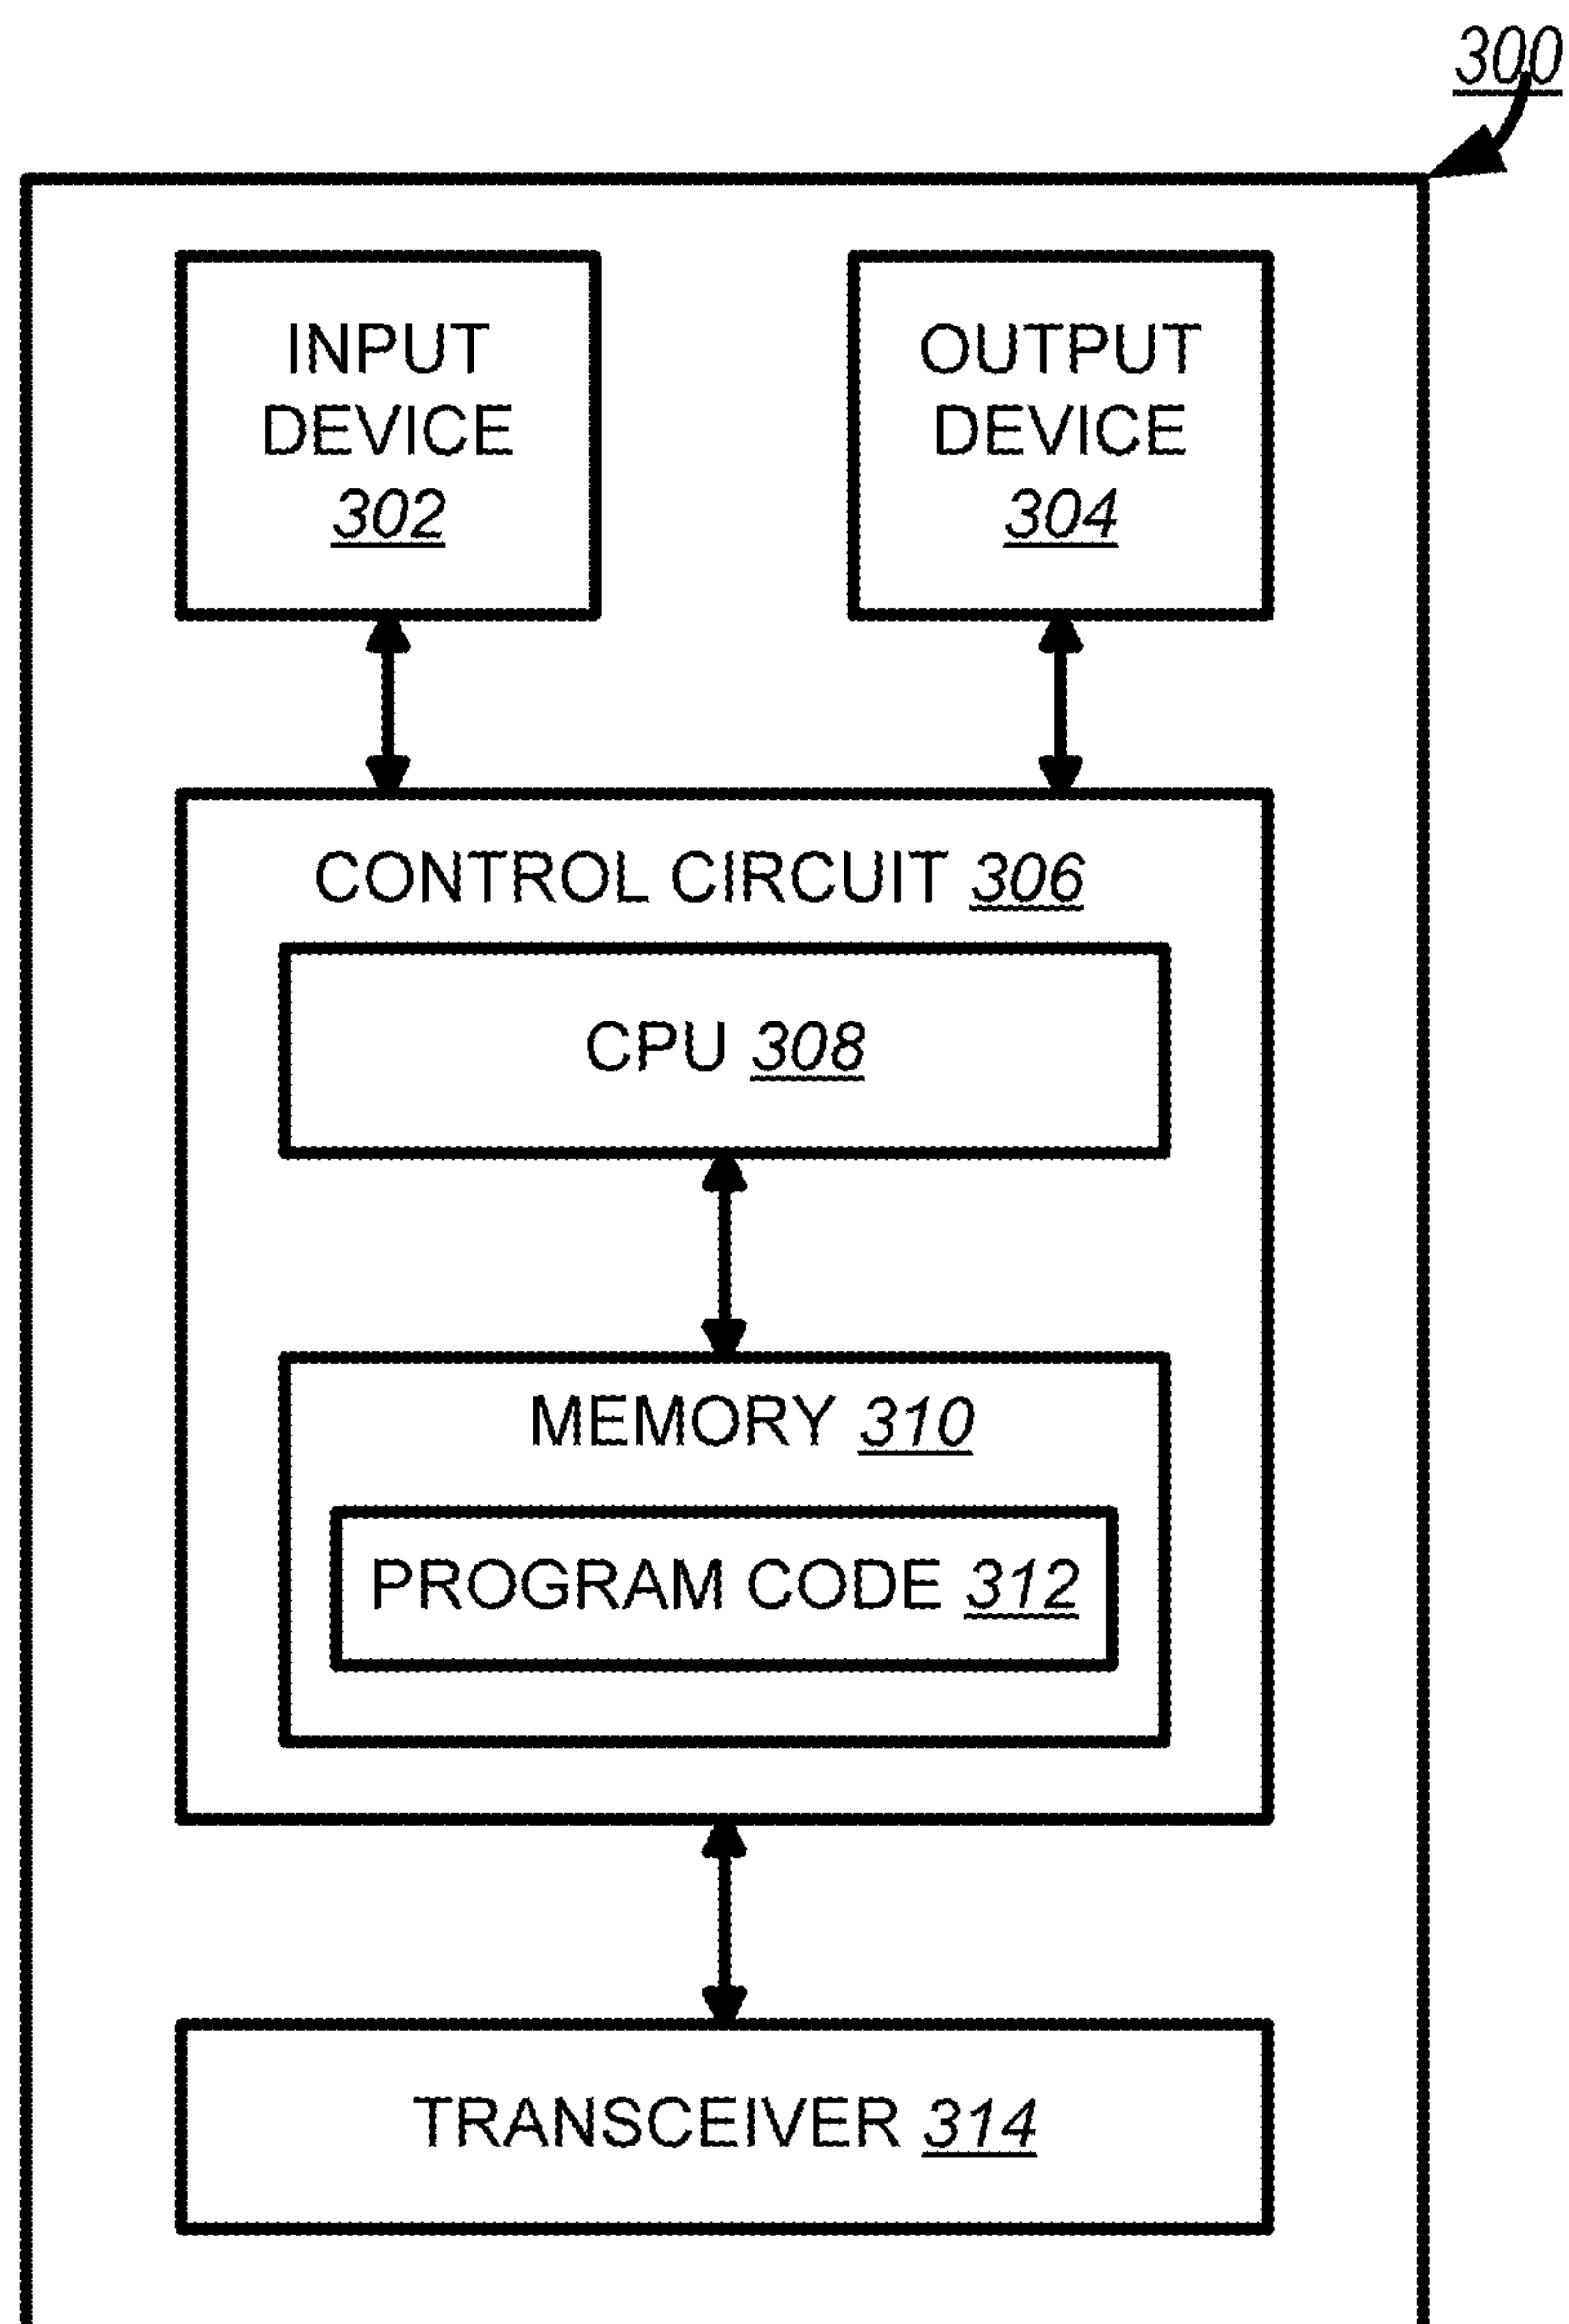 300
INPUT
DEVICE
302
OUTPUT
DEVICE
304
CONTROL CIRCUIT 306
CPU 308
MEMORY 310
PROGRAM CODE 312
TRANSCEIVER 314